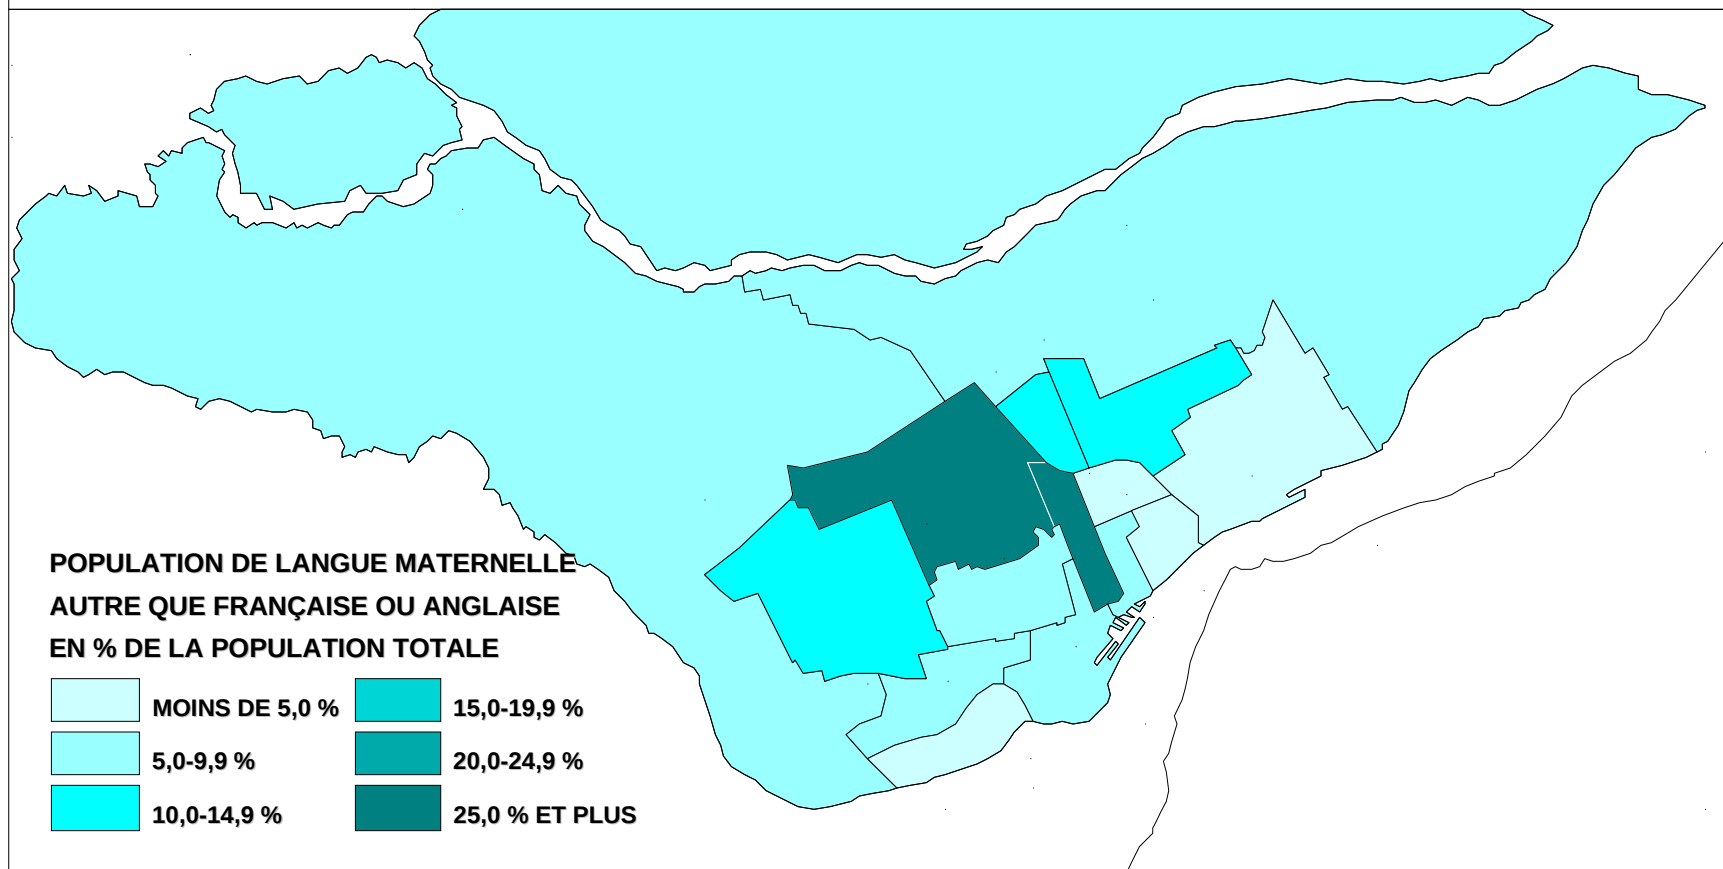 POPULATION DE LANGUE MATERNELLE
AUTRE QUE FRANÇAISE OU ANGLAISE
EN % DE LA POPULATION TOTALE
MOINS DE 5,0 %
5,0-9,9 %
10,0-14,9 %
15,0-19,9 %
20,0-24,9 %
25,0 % ET PLUS